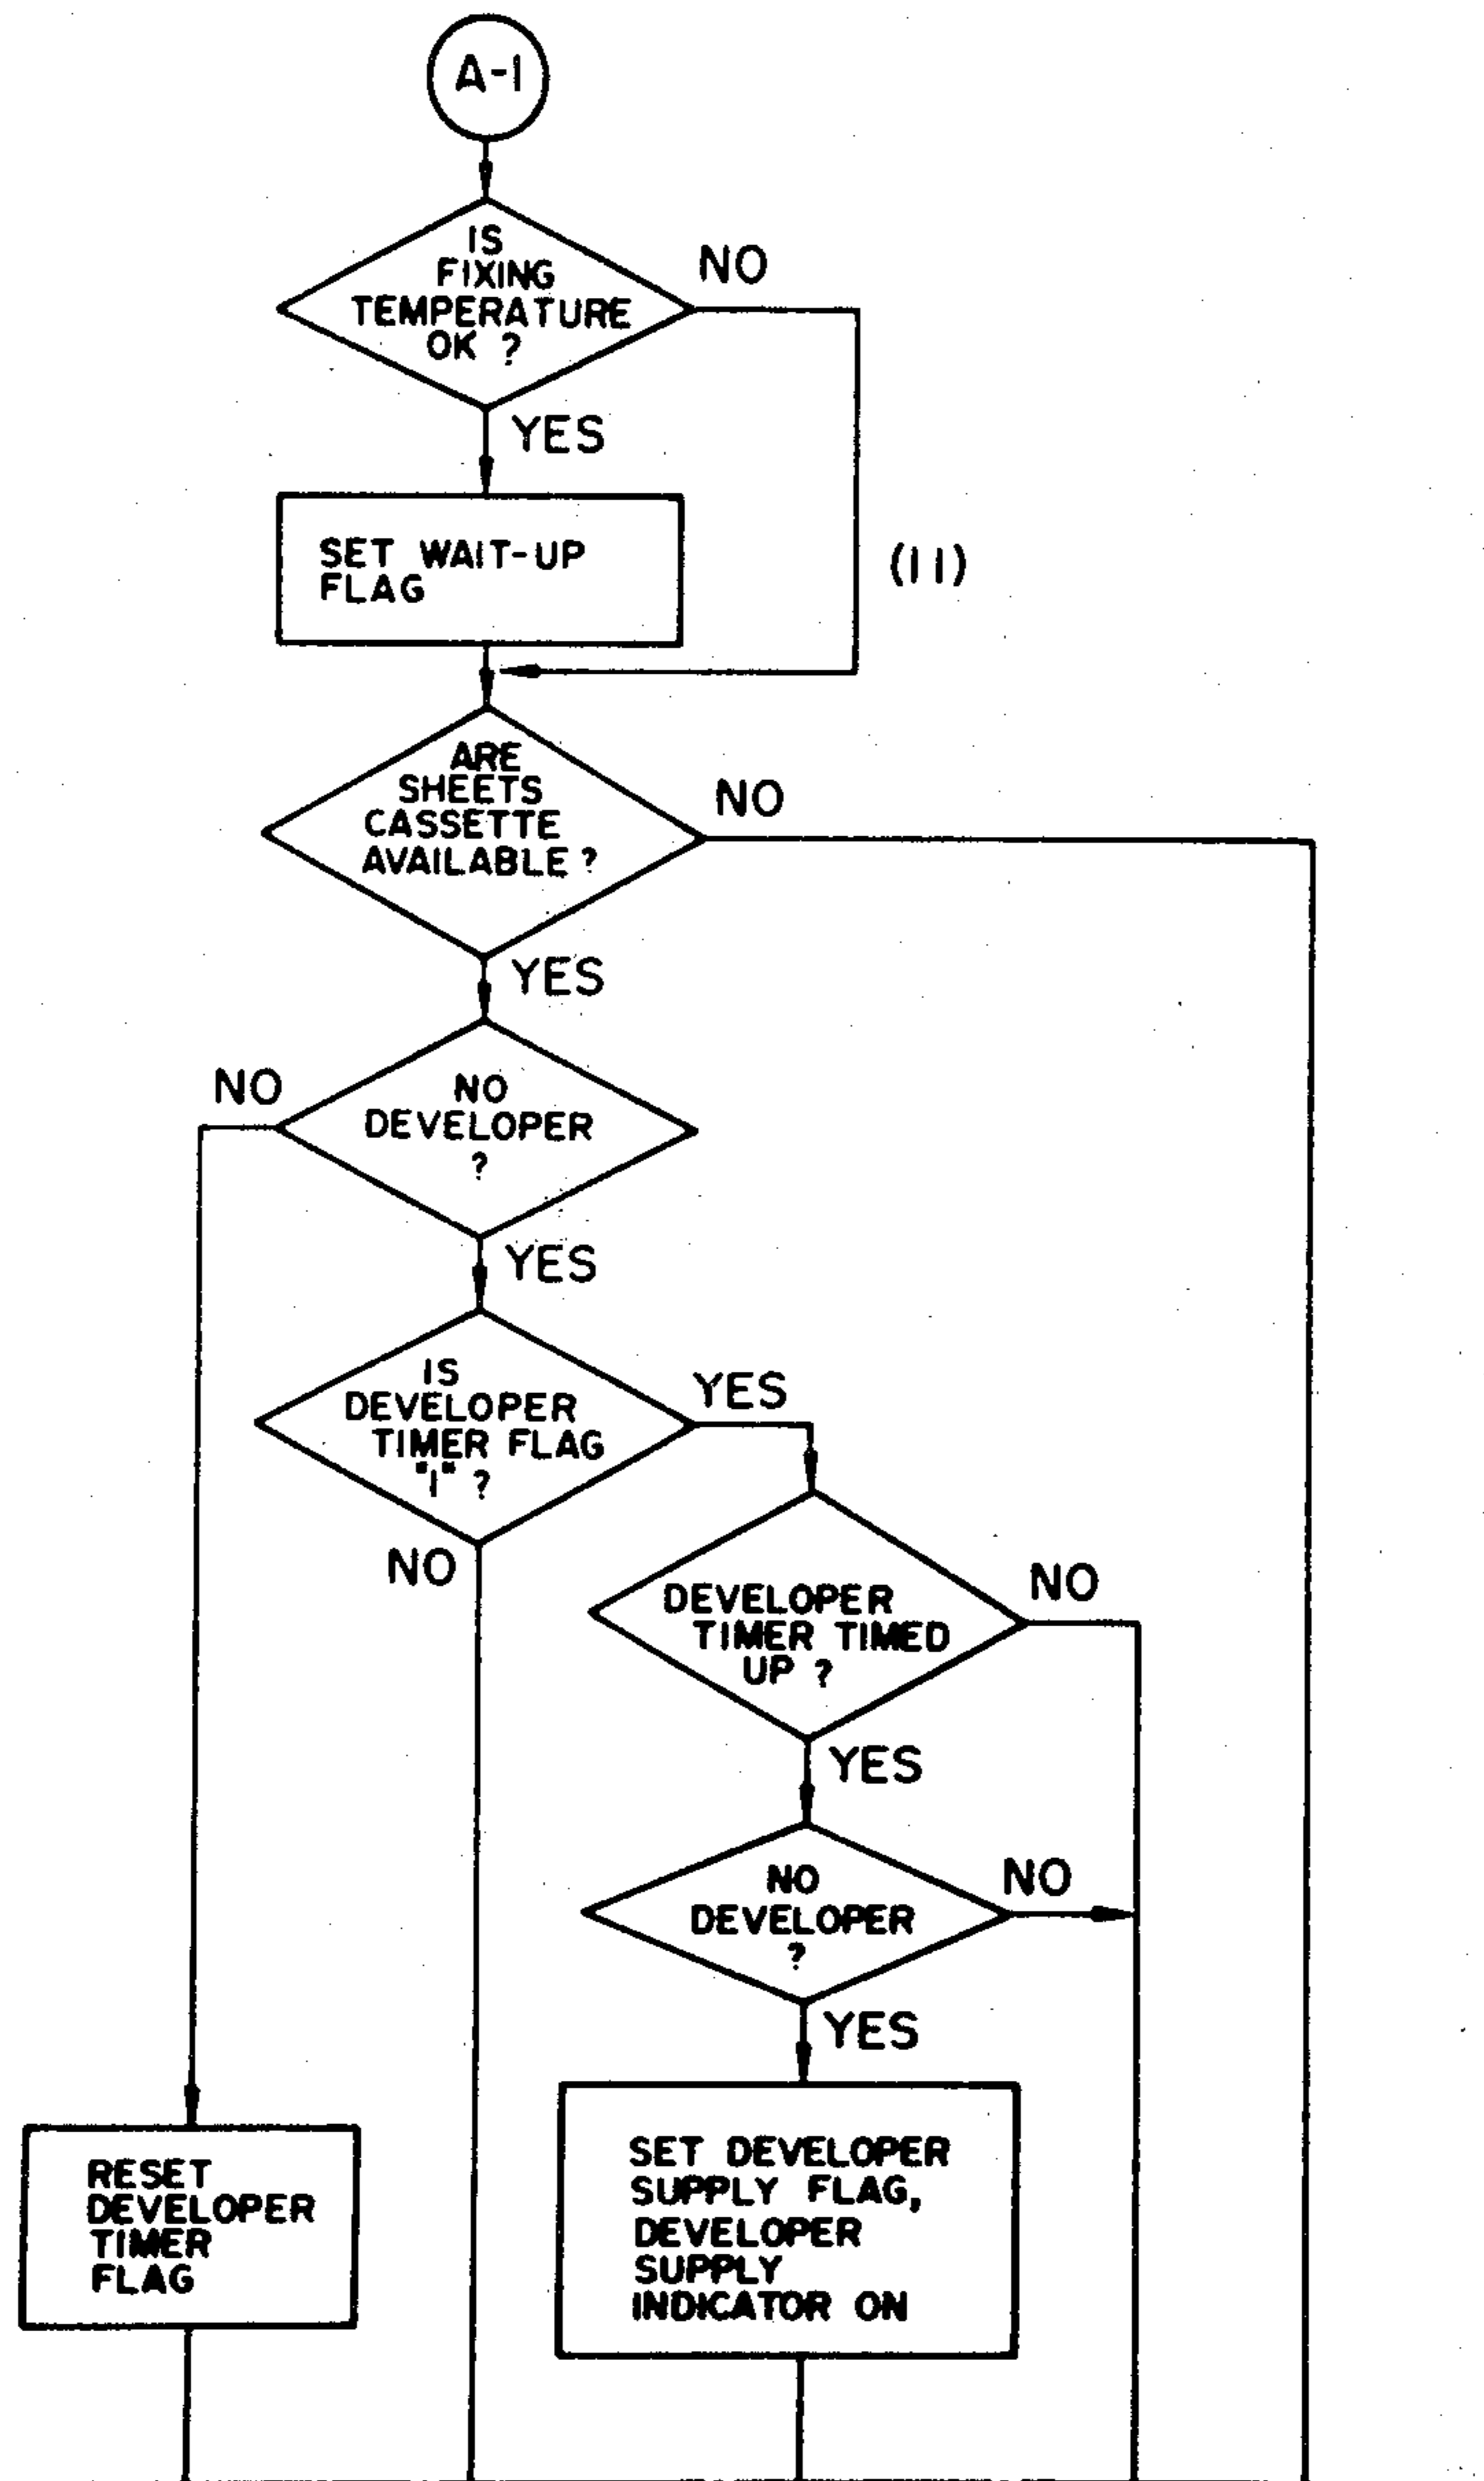 A-1
IS
FIXING
TEMPERATURE
OK ?
NO
YES
SET WAIT-UP
FLAG
(11)
ARE
SHEETS
CASSETTE
AVAILABLE ?
NO
YES
NO
NO
DEVELOPER
?
YES
IS
DEVELOPER
TIMER FLAG
"1" ?
YES
NO
DEVELOPER
TIMER TIMED
UP ?
NO
YES
NO
DEVELOPER
?
NO
YES
RESET
DEVELOPER
TIMER
FLAG
SET DEVELOPER
SUPPLY FLAG,
DEVELOPER
SUPPLY
INDICATOR ON